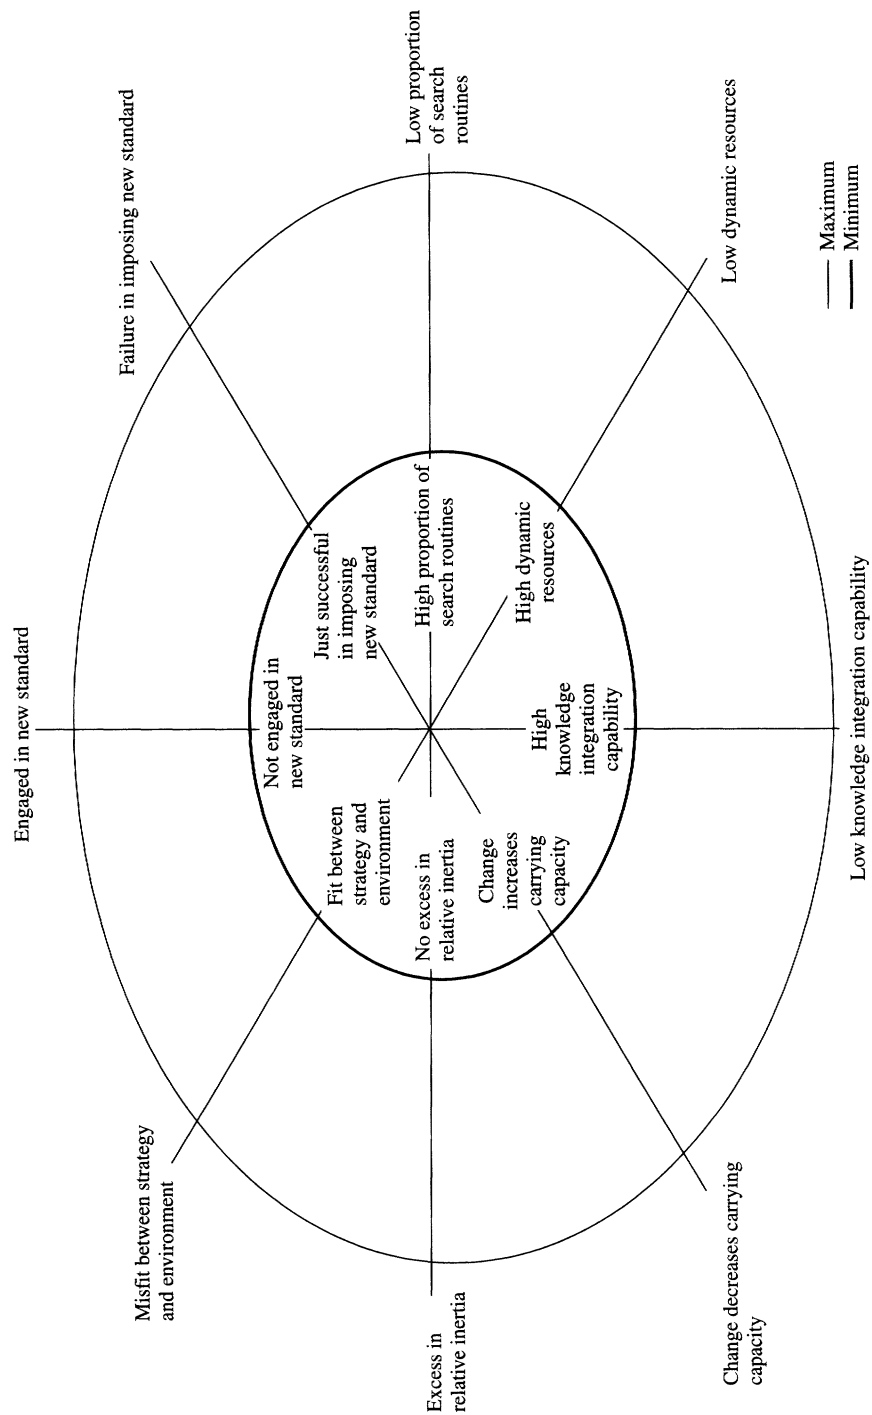 Engaged in new standard
Misfit between strategy
and environment
Failure in imposing new standard
Not engaged in
new standard
Fit between
strategy and
environment
Just successful
in imposing
new standard
Excess in
relative inertia
No excess in
relative inertia
High proportion of
search routines
Low proportion
of search
routines
Change
increases
carrying
capacity
High
knowledge
integration
capability
High dynamic
resources
Change decreases carrying
capacity
Low dynamic resources
Low knowledge integration capability
Maximum
Minimum